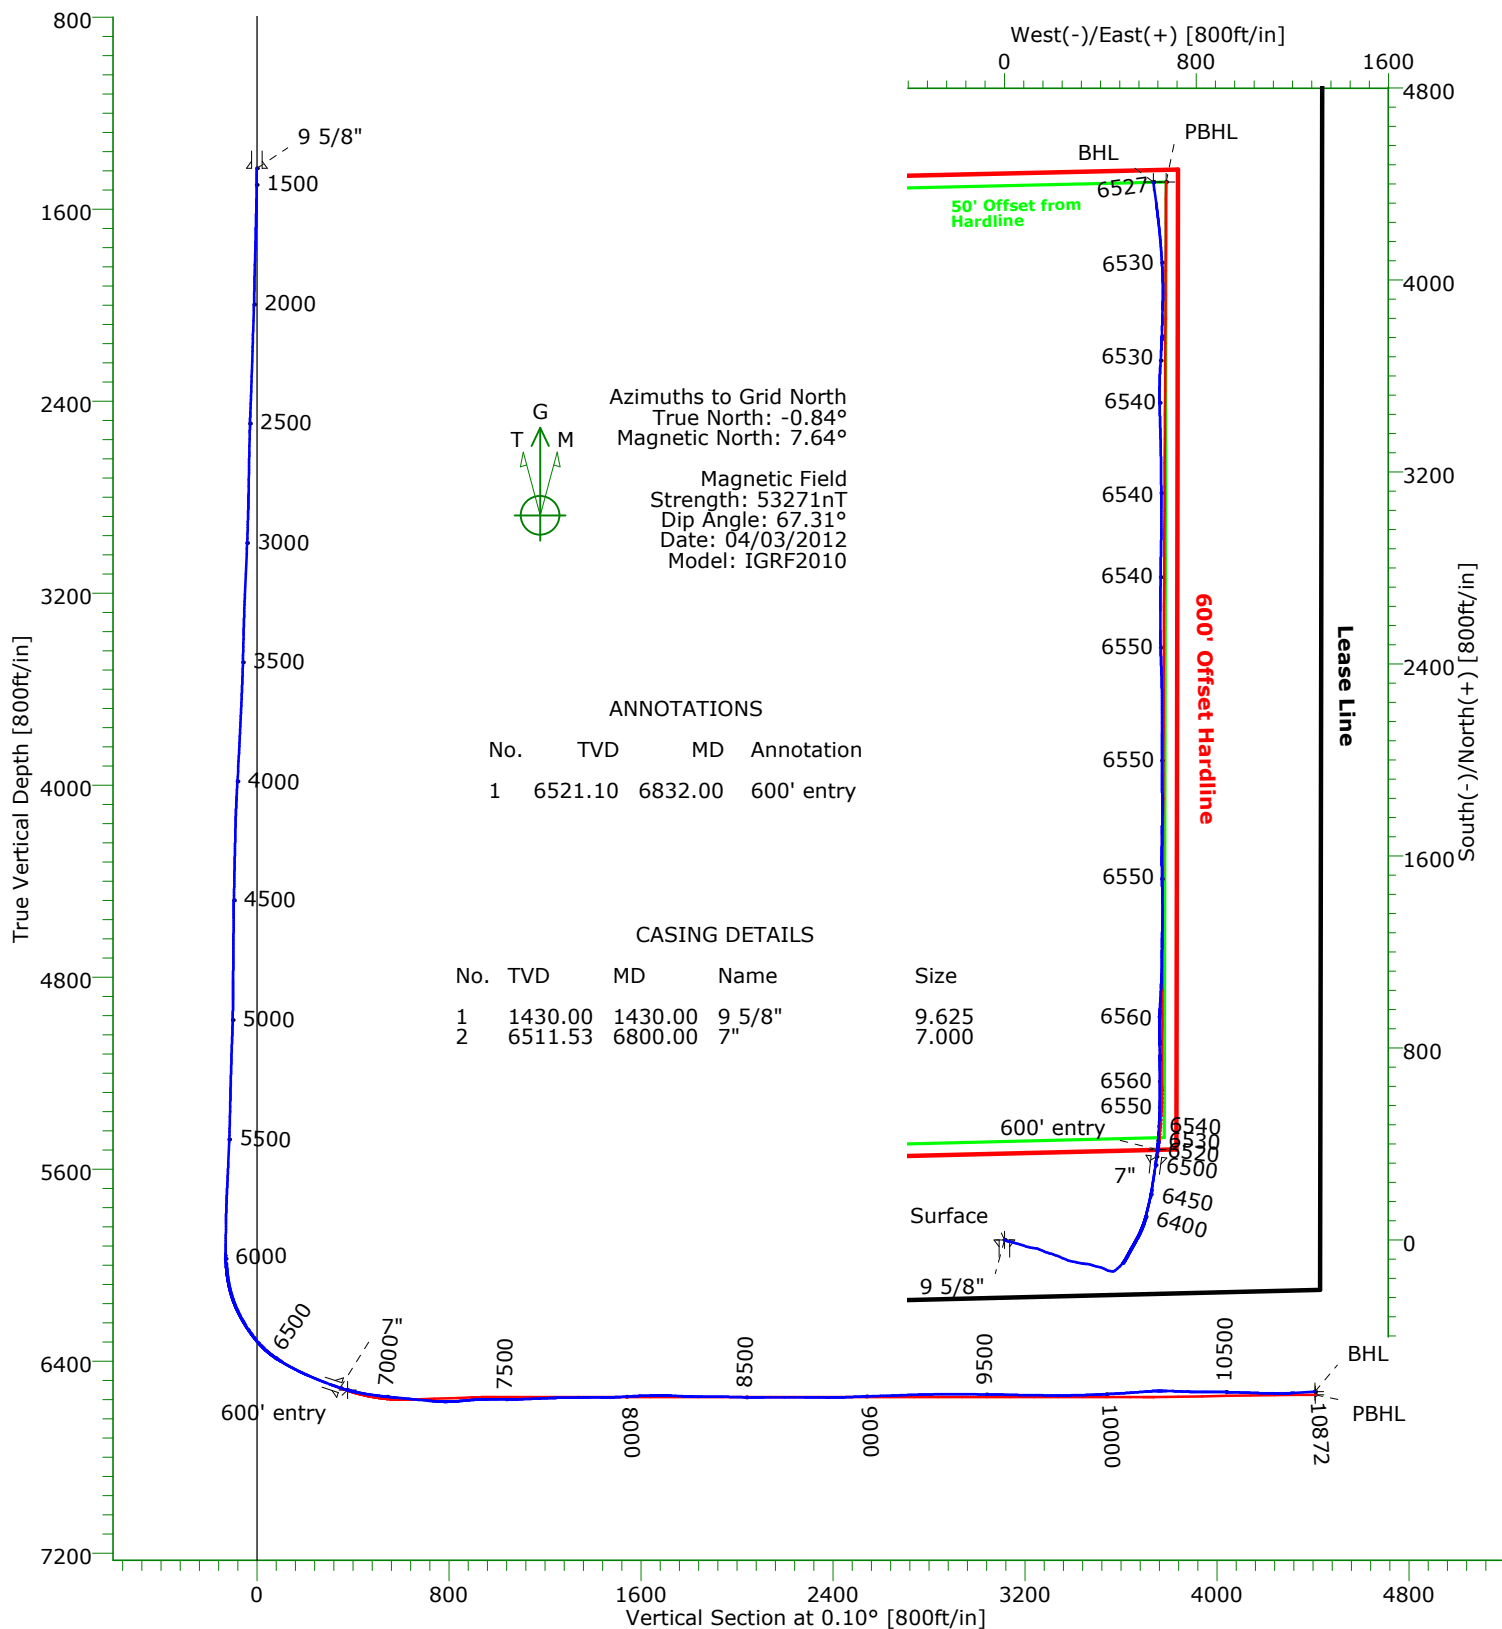 800
1600
2400
3200
4000
4800
5600
6400
7200
True Vertical Depth [800ft/in]
0
800
1600
2400
3200
4000
4800
Vertical Section at 0.10° [800ft/in]
9 5/8"
1500
2000
2500
3000
3500
4000
4500
5000
5500
6000
6500
7"
600' entry
7000
7500
8000
8500
9000
9500
10000
10500
10872
BHL
PBHL
G
T M
Azimuths to Grid North
True North: -0.84°
Magnetic North: 7.64°
Magnetic Field
Strength: 53271nT
Dip Angle: 67.31°
Date: 04/03/2012
Model: IGRF2010
ANNOTATIONS
No. TVD MD Annotation
1 6521.10 6832.00 600' entry
CASING DETAILS
No. TVD MD Name Size
1 1430.00 1430.00 9 5/8" 9.625
2 6511.53 6800.00 7" 7.000
West(-)/East(+) [800ft/in]
0
800
1600
4800
4000
3200
2400
1600
800
0
South(-)/North(+) [800ft/in]
BHL
PBHL
6527
50' Offset from
Hardline
6530
6530
6540
6540
6540
6550
6550
6550
6560
6560
6550
6540
6530
6520
6500
6450
6400
600' entry
7"
Surface
9 5/8"
600' Offset Hardline
Lease Line